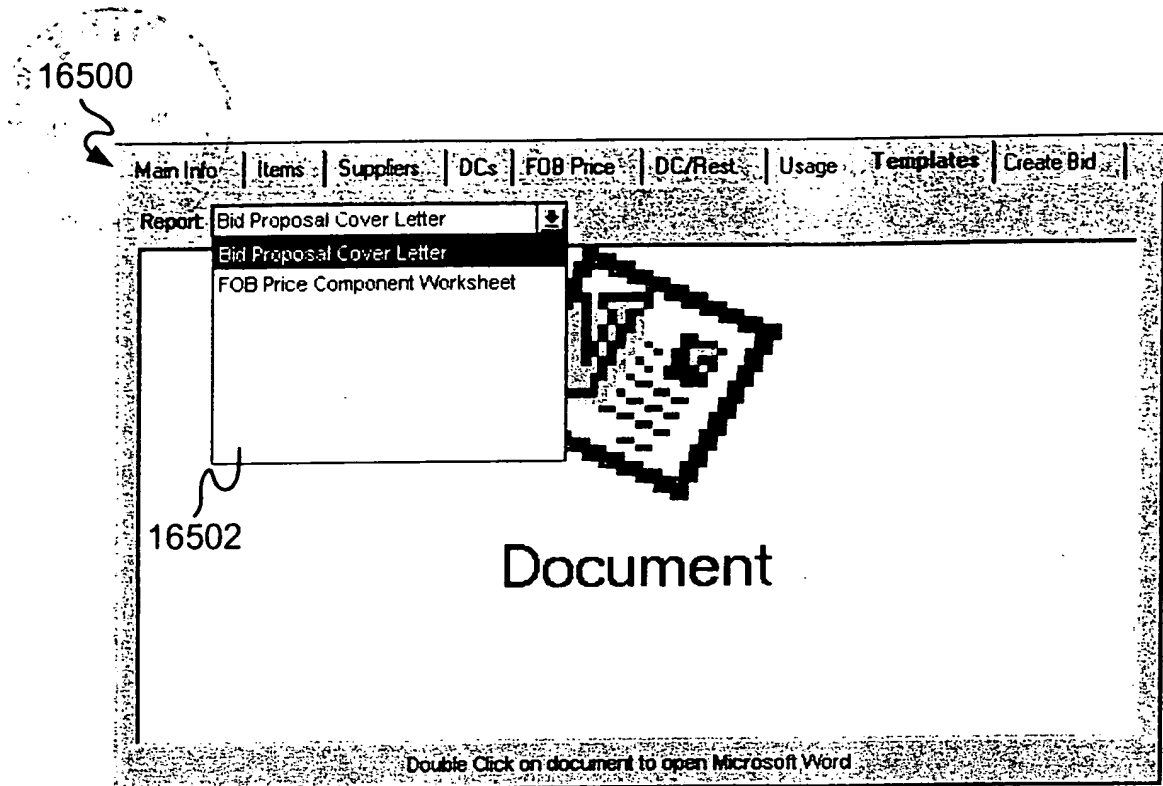 16500
Main Info Items Suppliers DCs FOB Price DC/Rest Usage Templates Create Bid
Report Bid Proposal Cover Letter
Bid Proposal Cover Letter
FOB Price Component Worksheet
16502
Document
Double Click on document to open Microsoft Word